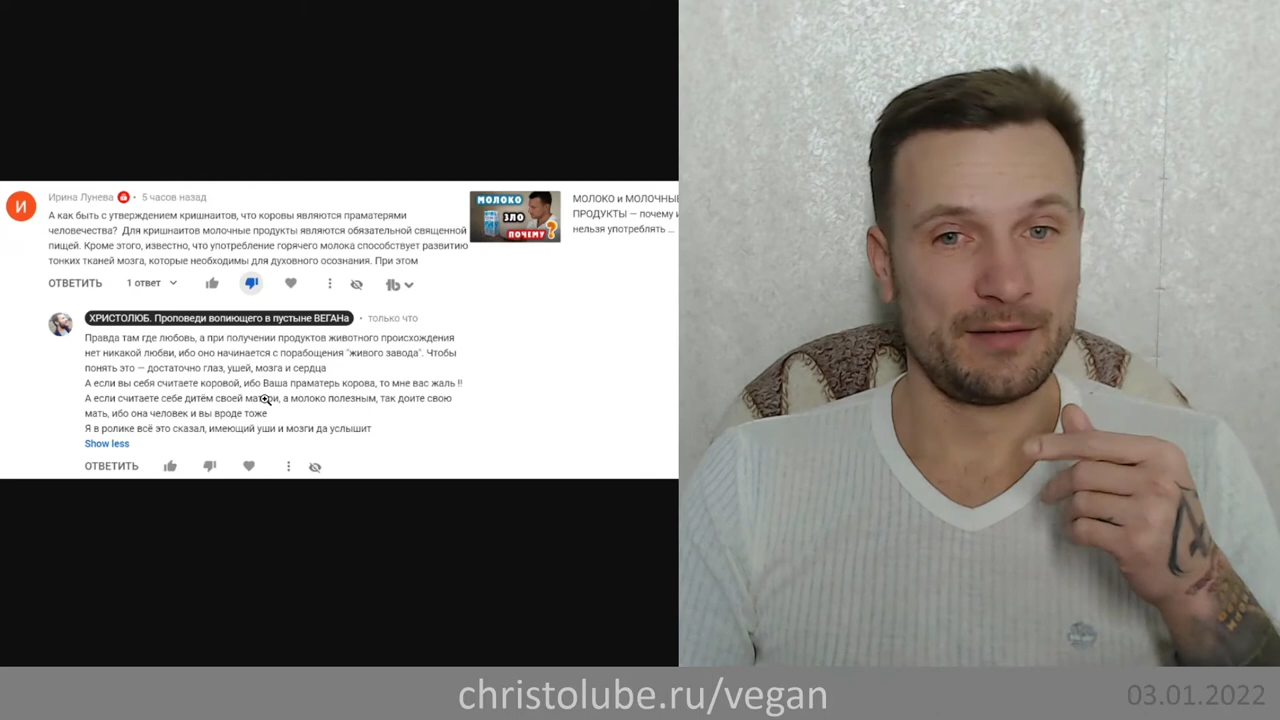 Ирина Лунева • 5 часов назад
А как быть с утверждением кришнаитов, что коровы являются праматерями
человечества? Для кришнаитов молочные продукты являются обязательной священной
пищей. Кроме этого, известно, что употребление горячего молока способствует развитию
тонких тканей мозга, которые необходимы для духовного осознания. При этом
ОТВЕТИТЬ 1 ответ
И
МОЛОКО
ЗЛО
ПОЧЕМУ ?
МОЛОКО и МОЛОЧНЫЕ
ПРОДУКТЫ — почему и
нельзя употреблять ...
ХРИСТОЛЮБ. Проповеди вопиющего в пустыне ВЕГАНа • только что
Правда там где любовь, а при получении продуктов животного происхождения
нет никакой любви, ибо оно начинается с порабощения "живого завода". Чтобы
понять это — достаточно глаз, ушей, мозга и сердца
А если вы себя считаете коровой, ибо Ваша праматерь корова, то мне вас жаль !!
А если считаете себе дитём своей матери, а молоко полезным, так доите свою
мать, ибо она человек и вы вроде тоже
Я в ролике всё это сказал, имеющий уши и мозги да услышит
Show less
ОТВЕТИТЬ
christolube.ru/vegan
03.01.2022